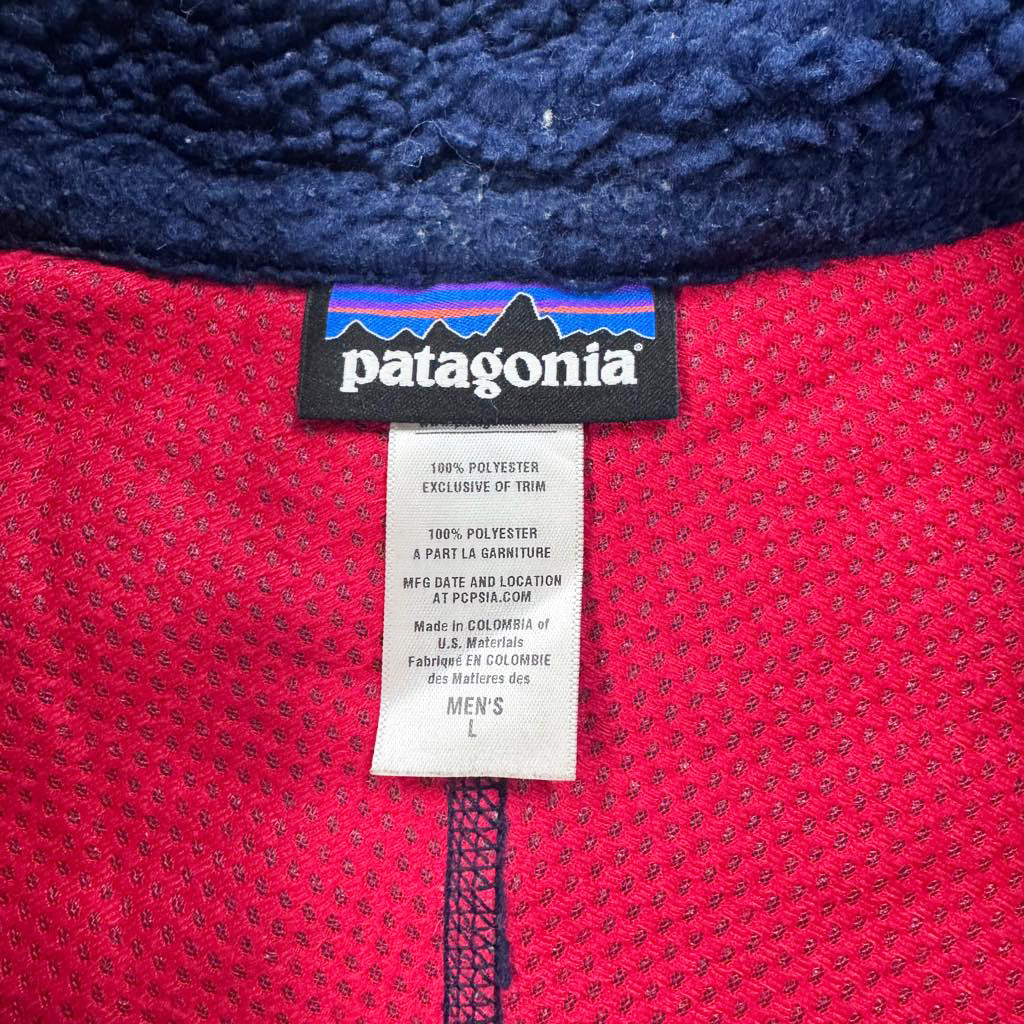 patagonia®
100% POLYESTER
EXCLUSIVE OF TRIM
100% POLYESTER
A PART LA GARNITURE
MFG DATE AND LOCATION
AT PCPSIA.COM
Made in COLOMBIA of
U.S. Materials
Fabriqué EN COLOMBIE
des Matieres des
MEN'S
L